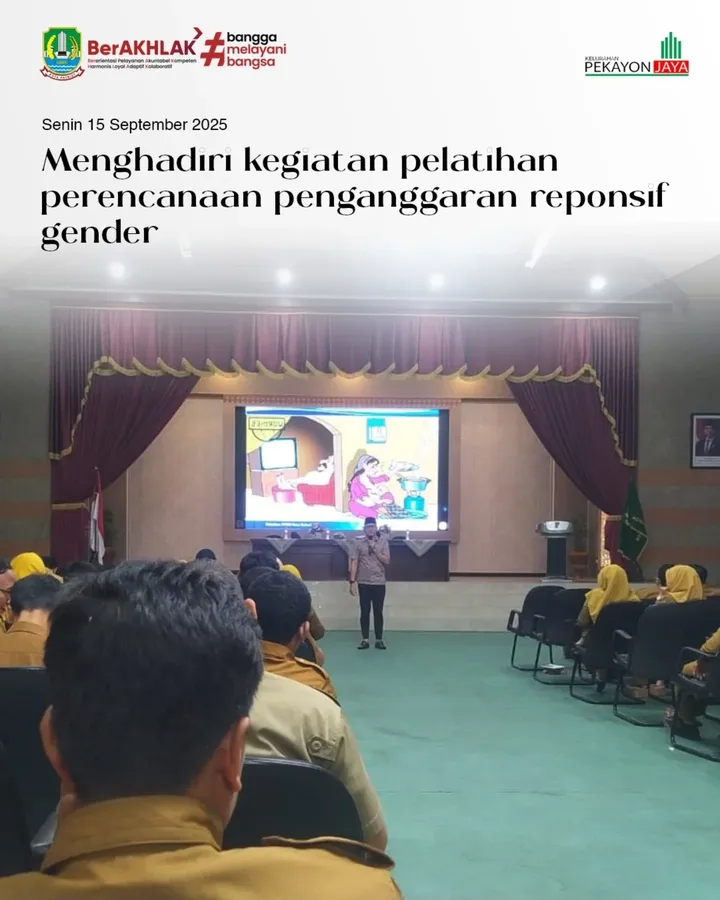 BerAKHLAK
Berorientasi Pelayanan Akuntabel Kompeten
Harmonis Loyal Adaptif Kolaboratif
#bangga
melayani
bangsa
KELURAHAN
PEKAYON JAYA
Senin 15 September 2025
Menghadiri kegiatan pelatihan
perencanaan penganggaran reponsif
gender